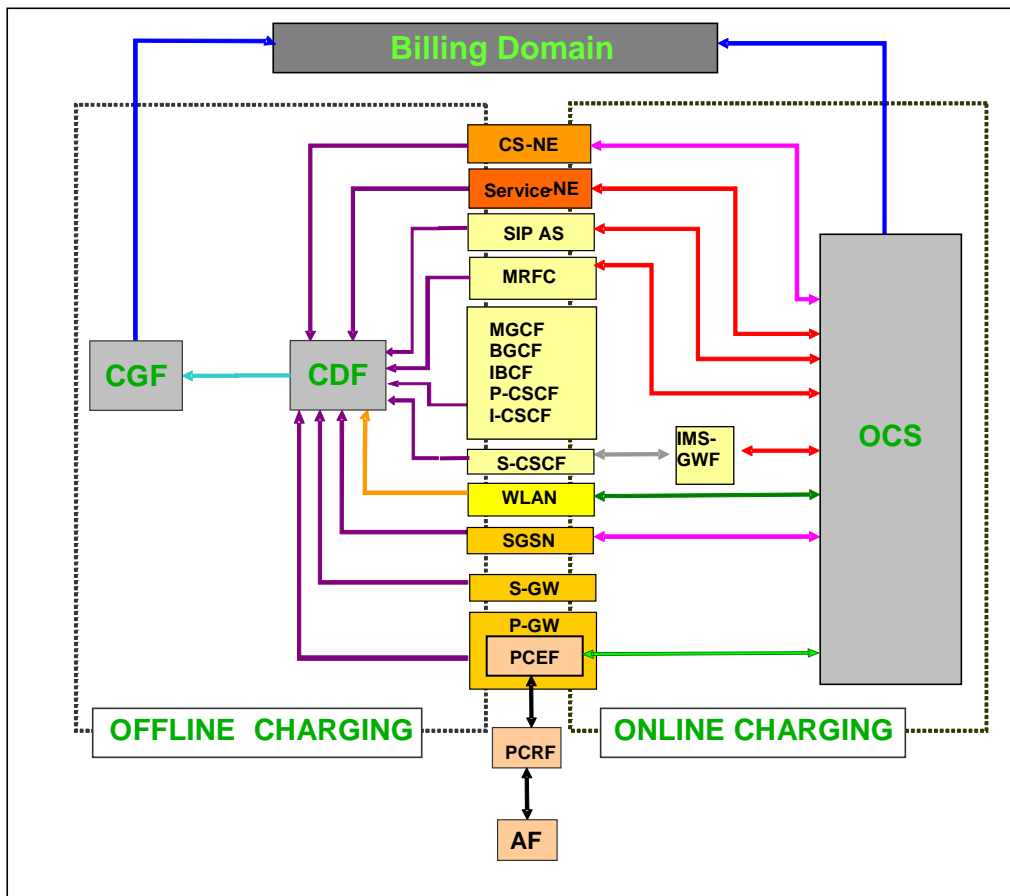 Billing Domain
CS-NE
Service-NE
SIP AS
MRFC
MGCF
BGCF
IBCF
P-CSCF
I-CSCF
CGF
CDF
OCS
IMS-
GWF
S-CSCF
WLAN
SGSN
S-GW
P-GW
PCEF
OFFLINE CHARGING
ONLINE CHARGING
PCRF
AF